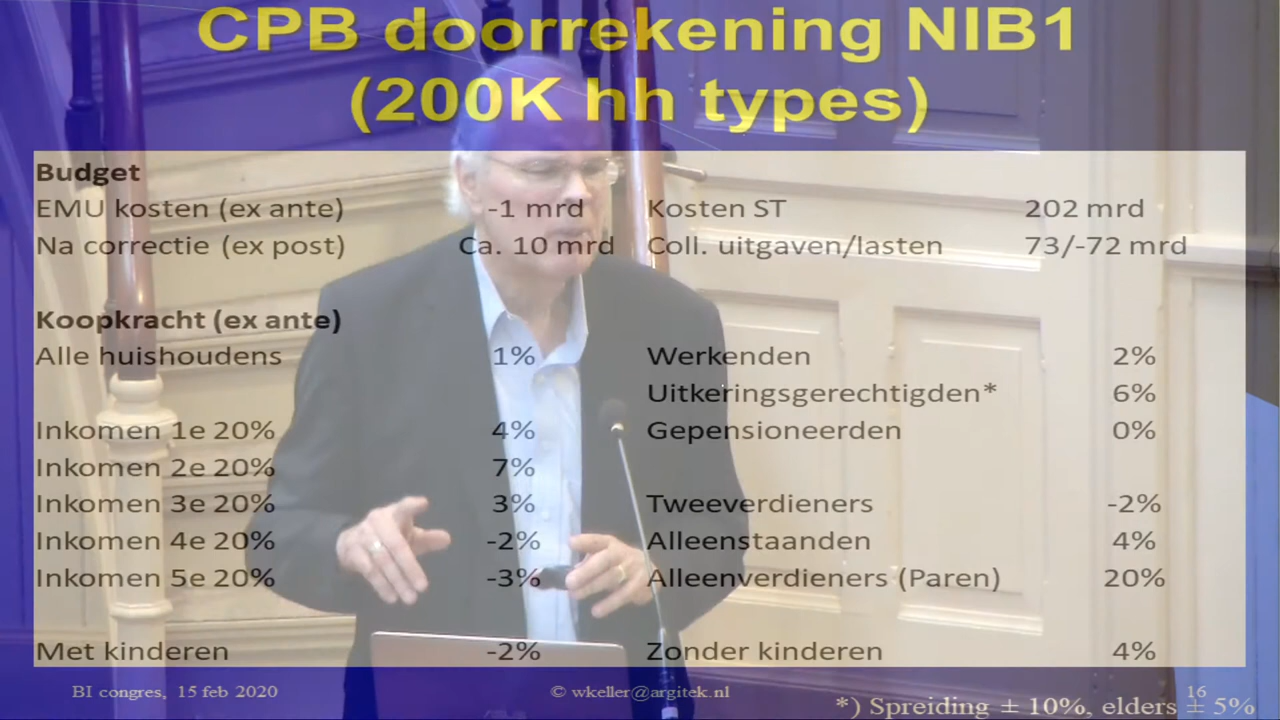 CPB doorrekening NIB1
(200K hh types)
Budget
EMU kosten (ex ante) -1 mrd Kosten ST 202 mrd
Na correctie (ex post) Ca. 10 mrd Coll. uitgaven/lasten 73/-72 mrd
Koopkracht (ex ante)
Alle huishoudens 1% Werkenden 2%
Uitkeringsgerechtigden* 6%
Inkomen 1e 20% 4% Gepensioneerden 0%
Inkomen 2e 20% 7%
Inkomen 3e 20% 3% Tweeverdieners -2%
Inkomen 4e 20% -2% Alleenstaanden 4%
Inkomen 5e 20% -3% Alleenverdieners (Paren) 20%
Met kinderen -2% Zonder kinderen 4%
BI congres, 15 feb 2020 © wkeller@argitek.nl 16
*) Spreiding ± 10%, elders ± 5%